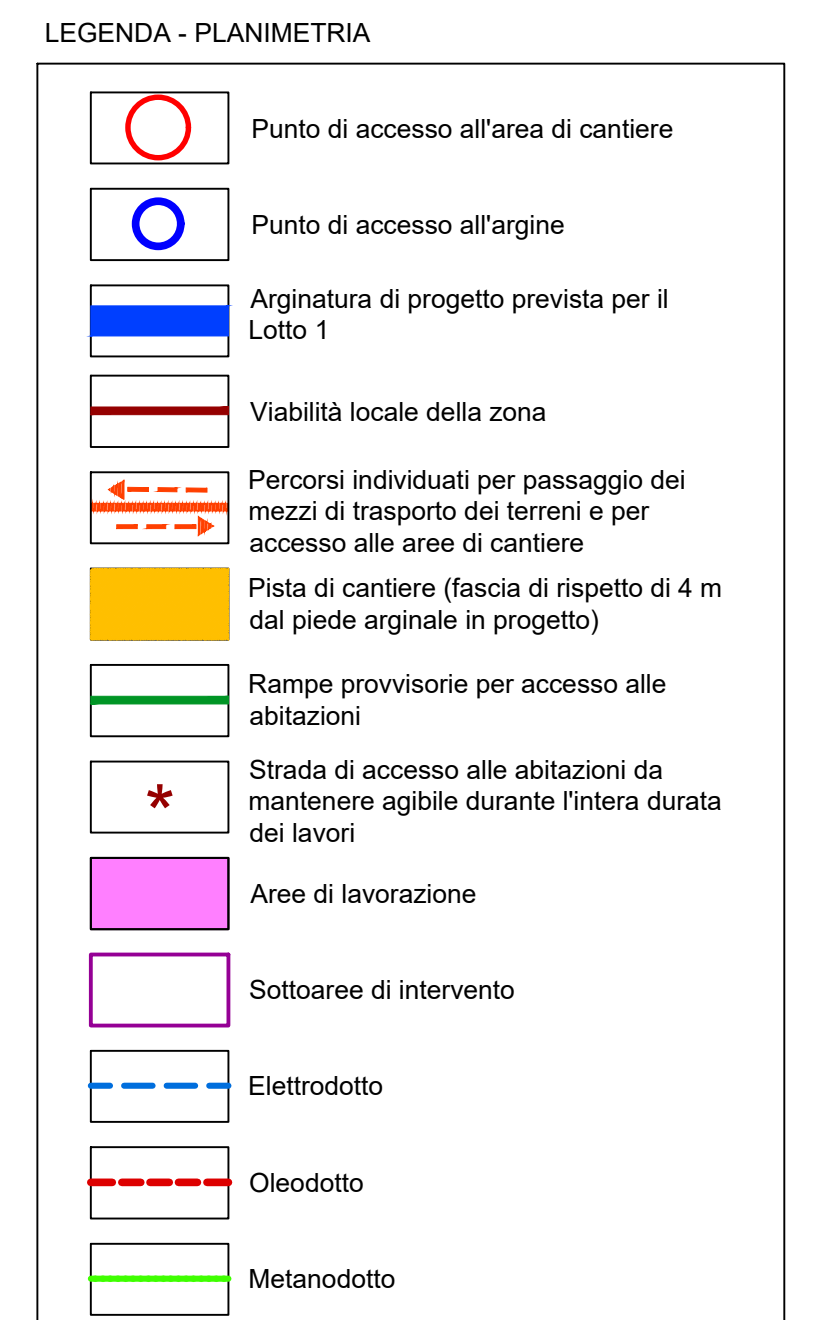 LEGENDA - PLANIMETRIA
Punto di accesso all'area di cantiere
Punto di accesso all'argine
Arginatura di progetto prevista per il
Lotto 1
Viabilità locale della zona
Percorsi individuati per passaggio dei
mezzi di trasporto dei terreni e per
accesso alle aree di cantiere
Pista di cantiere (fascia di rispetto di 4 m
dal piede arginale in progetto)
Rampe provvisorie per accesso alle
abitazioni
Strada di accesso alle abitazioni da
mantenere agibile durante l'intera durata
dei lavori
Aree di lavorazione
Sottoaree di intervento
Elettrodotto
Oleodotto
Metanodotto